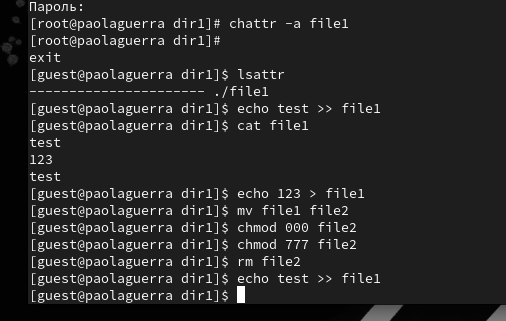 Пароль:
[root@paolaguerra dir1]# chattr -a file1
[root@paolaguerra dir1]#
exit
[guest@paolaguerra dir1]$ lsattr
---------------------- ./file1
[guest@paolaguerra dir1]$ echo test >> file1
[guest@paolaguerra dir1]$ cat file1
test
123
test
[guest@paolaguerra dir1]$ echo 123 > file1
[guest@paolaguerra dir1]$ mv file1 file2
[guest@paolaguerra dir1]$ chmod 000 file2
[guest@paolaguerra dir1]$ chmod 777 file2
[guest@paolaguerra dir1]$ rm file2
[guest@paolaguerra dir1]$ echo test >> file1
[guest@paolaguerra dir1]$